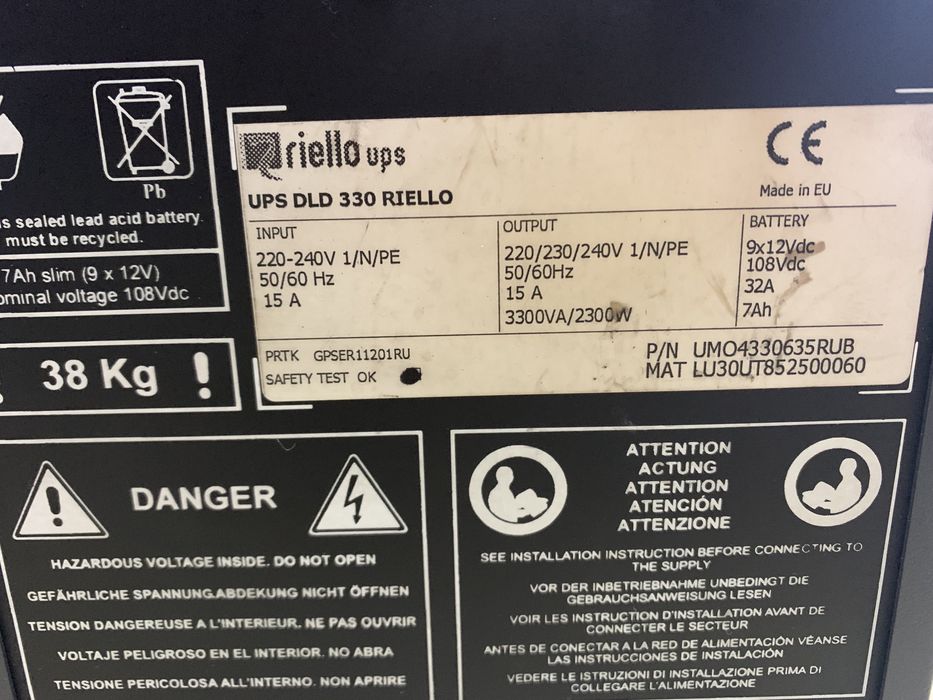 Pb
s sealed lead acid battery.
must be recycled.
7Ah slim (9 x 12V)
ominal voltage 108Vdc
38 Kg !
riello ups
CE
UPS DLD 330 RIELLO
Made in EU
INPUT
220-240V 1/N/PE
50/60 Hz
15 A
OUTPUT
220/230/240V 1/N/PE
50/60Hz
15 A
3300VA/2300W
BATTERY
9x12Vdc
108Vdc
32A
7Ah
PRTK GPSER11201RU
SAFETY TEST OK
P/N UMO4330635RUB
MAT LU30UT852500060
DANGER
HAZARDOUS VOLTAGE INSIDE. DO NOT OPEN
GEFÄHRLICHE SPANNUNG.ABDEKUNG NICHT ÖFFNEN
TENSION DANGEREUSE A L'INTERIEUR. NE PAS OUVRIR
VOLTAJE PELIGROSO EN EL INTERIOR. NO ABRA
TENSIONE PERICOLOSA ALL'INTERNO. NON APRIRE
ATTENTION
ACTUNG
ATTENTION
ATENCIÓN
ATTENZIONE
SEE INSTALLATION INSTRUCTION BEFORE CONNECTING TO
THE SUPPLY
VOR DER INBETRIEBNAHME UNBEDINGT DIE
GEBRAUCHSANWEISUNG LESEN
VOIR LES INSTRUCTION D'INSTALLATION AVANT DE
CONNECTER LE SECTEUR
ANTES DE CONECTAR A LA RED DE ALIMENTACIÓN VÉANSE
LAS INSTRUCCIONES DE INSTALACIÓN
VEDERE LE ISTRUZIONI DI INSTALLAZIONE PRIMA DI
COLLEGARE L'ALIMENTAZIONE